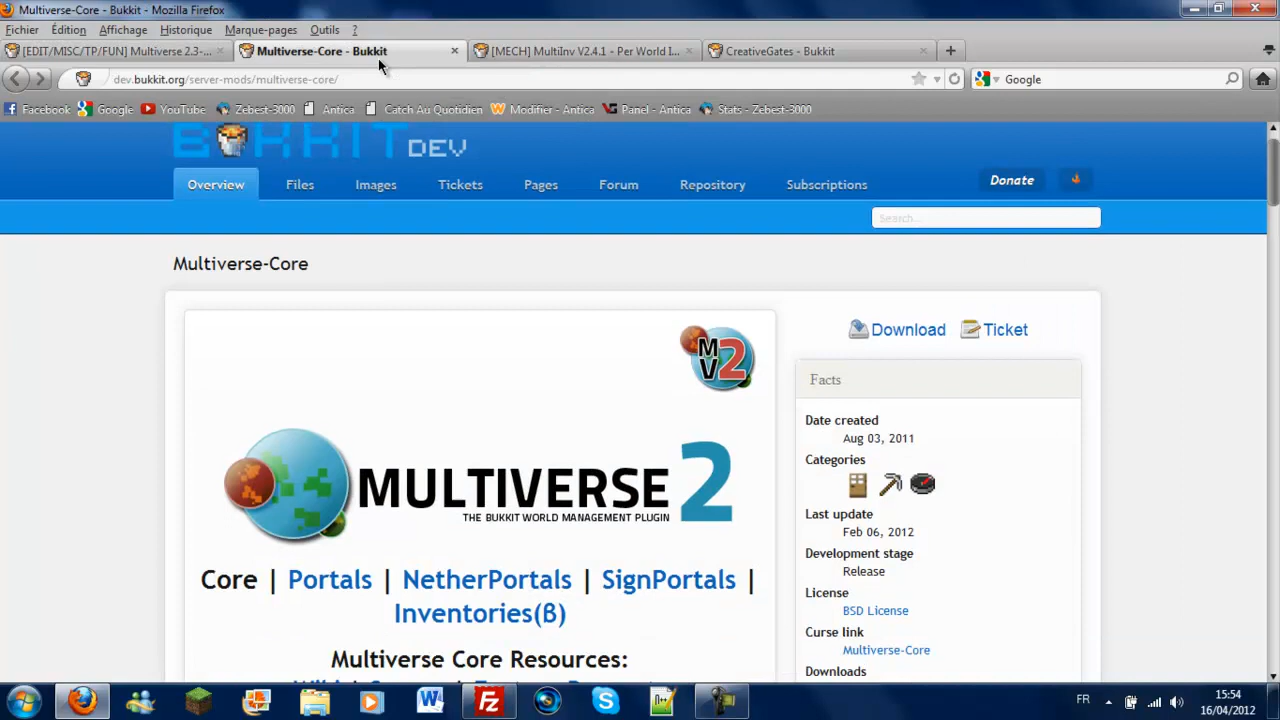 Multiverse-Core - Bukkit - Mozilla Firefox
Fichier Édition Affichage Historique Marque-pages Outils ?
[EDIT/MISC/TP/FUN] Multiverse 2.3-... Multiverse-Core - Bukkit [MECH] MultiInv V2.4.1 - Per World I... CreativeGates - Bukkit
dev.bukkit.org/server-mods/multiverse-core/ Google
Facebook Google YouTube Zebest-3000 Antica Catch Au Quotidien Modifier - Antica Panel - Antica Stats - Zebest-3000
BUKKIT DEV
Overview Files Images Tickets Pages Forum Repository Subscriptions Donate
Search...
Multiverse-Core
Download Ticket
MV2
Facts
Date created
Aug 03, 2011
Categories
MULTIVERSE 2
THE BUKKIT WORLD MANAGEMENT PLUGIN
Last update
Feb 06, 2012
Development stage
Release
Core | Portals | NetherPortals | SignPortals |
Inventories(β)
License
BSD License
Curse link
Multiverse-Core
Multiverse Core Resources:
Downloads
FR 15:54
16/04/2012